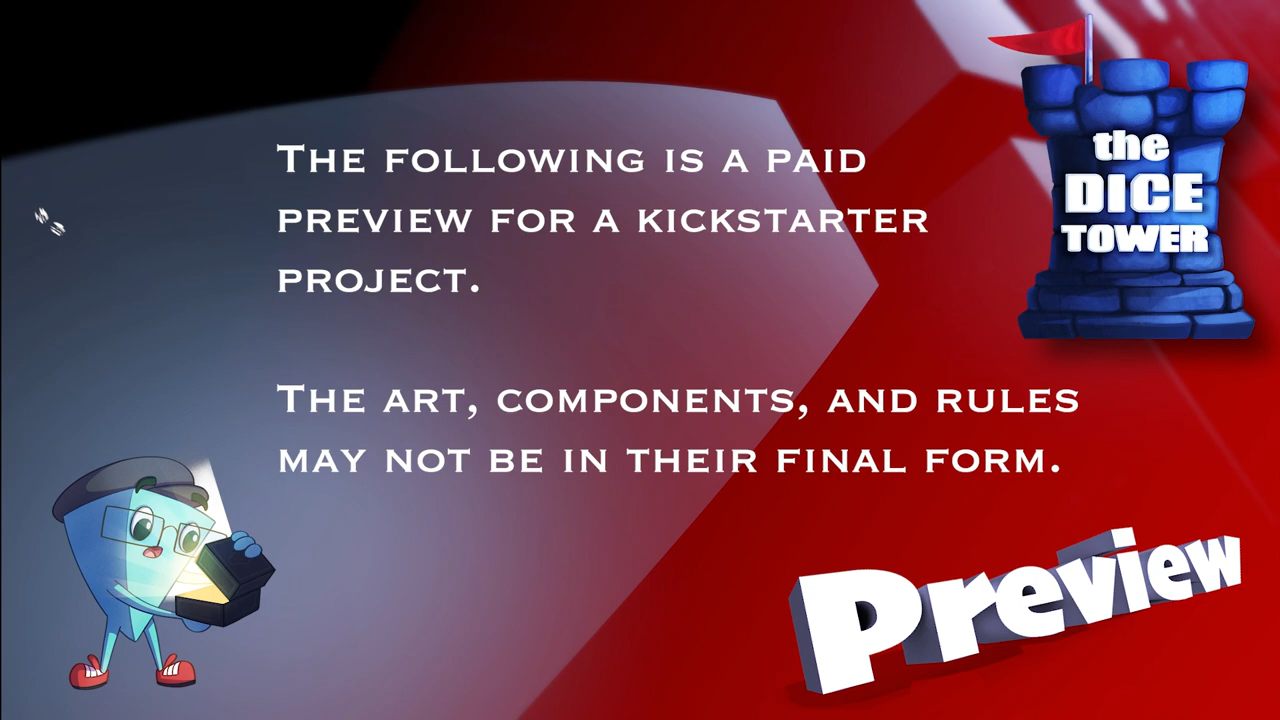 The following is a paid
preview for a kickstarter
project.
The art, components, and rules
may not be in their final form.
the
DICE
TOWER
Preview